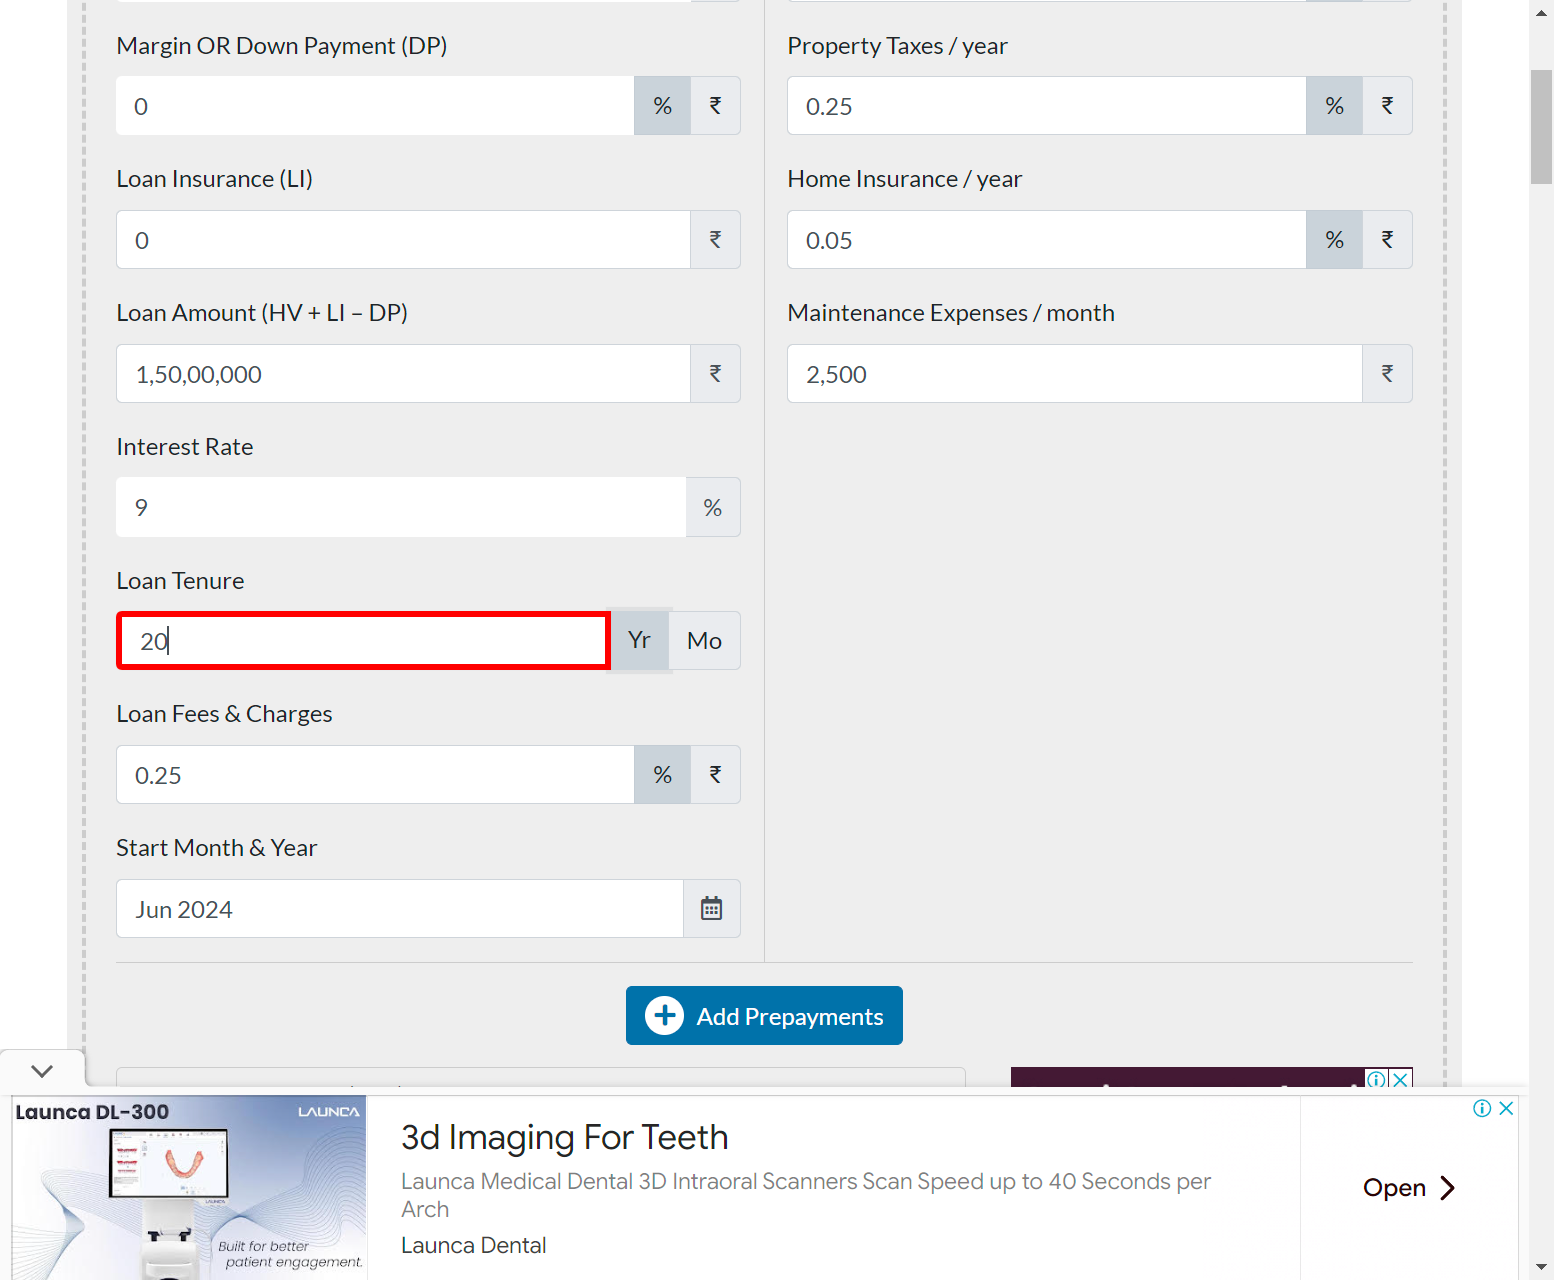 Margin OR Down Payment (DP)
0
%
₹
Loan Insurance (LI)
0
₹
Loan Amount (HV + LI – DP)
1,50,00,000
₹
Interest Rate
9
%
Loan Tenure
20
Yr
Mo
Loan Fees & Charges
0.25
%
₹
Start Month & Year
Jun 2024
Property Taxes / year
0.25
%
₹
Home Insurance / year
0.05
%
₹
Maintenance Expenses / month
2,500
₹
Add Prepayments
Launca DL-300
LAUNCA
LAUNCA
Built for better
patient engagement.
3d Imaging For Teeth
Launca Medical Dental 3D Intraoral Scanners Scan Speed up to 40 Seconds per
Arch
Launca Dental
Open